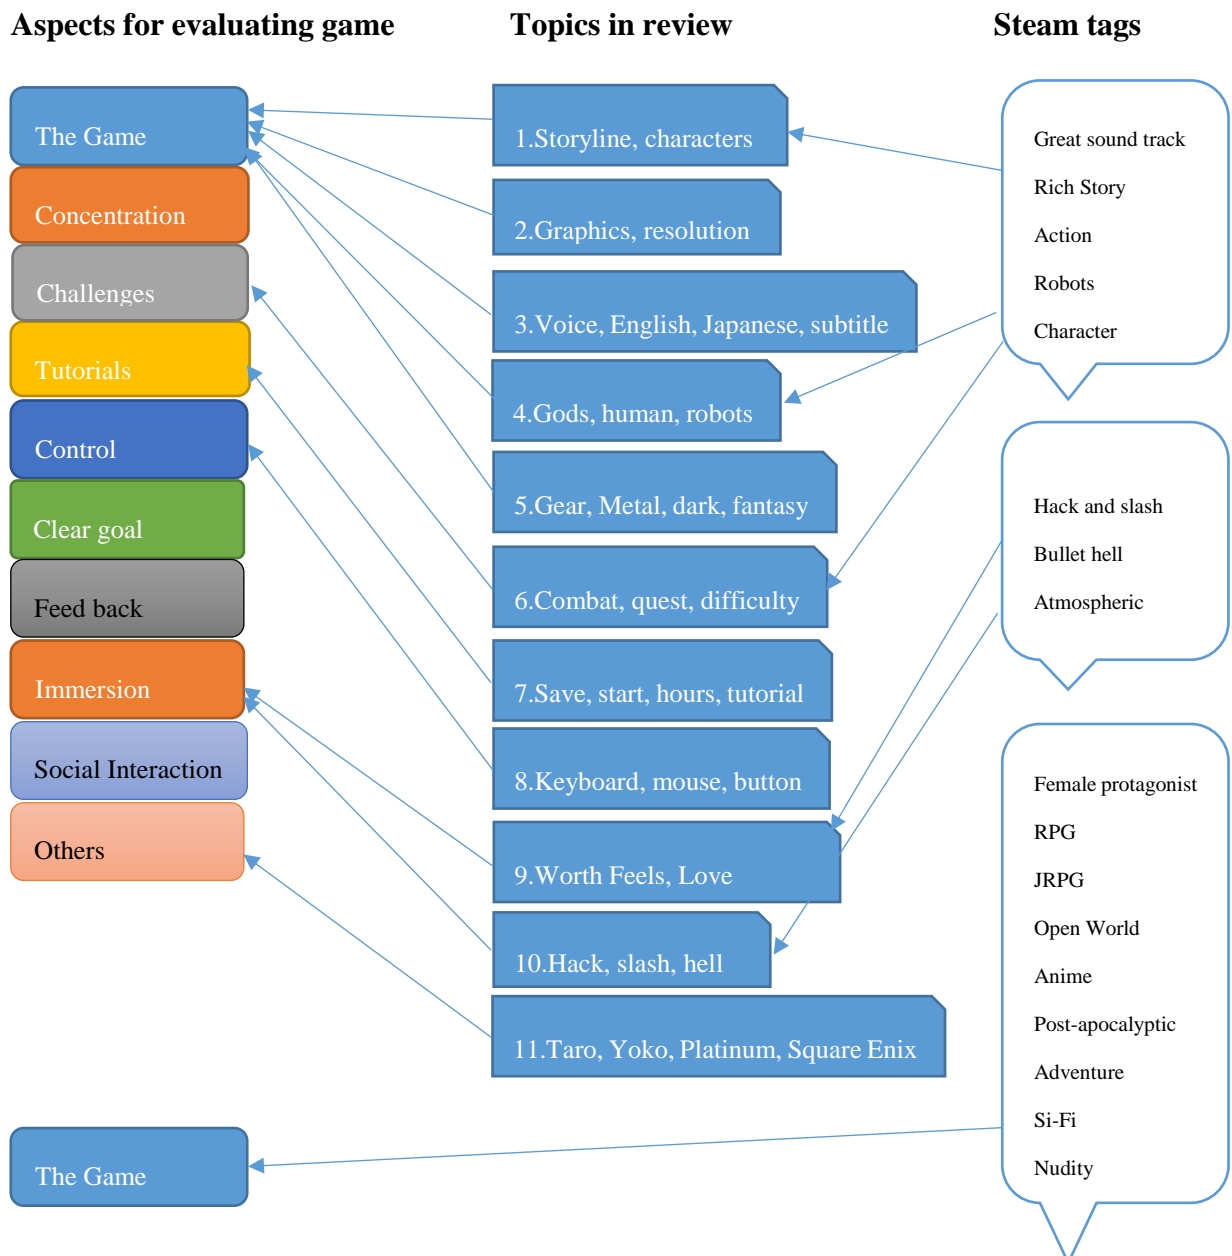 Aspects for evaluating game
Topics in review
Steam tags
The Game
Concentration
Challenges
Tutorials
Control
Clear goal
Feed back
Immersion
Social Interaction
Others
The Game
1.Storyline, characters
2.Graphics, resolution
3.Voice, English, Japanese, subtitle
4.Gods, human, robots
5.Gear, Metal, dark, fantasy
6.Combat, quest, difficulty
7.Save, start, hours, tutorial
8.Keyboard, mouse, button
9.Worth Feels, Love
10.Hack, slash, hell
11.Taro, Yoko, Platinum, Square Enix
Great sound track
Rich Story
Action
Robots
Character
Hack and slash
Bullet hell
Atmospheric
Female protagonist
RPG
JRPG
Open World
Anime
Post-apocalyptic
Adventure
Si-Fi
Nudity